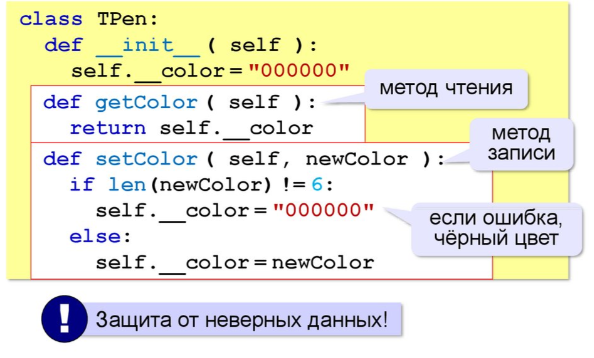 class TPen:
def __init__ ( self ):
self.__color = "000000"
метод чтения
def getColor ( self ):
return self.__color
метод
записи
def setColor ( self, newColor ):
if len(newColor) != 6:
self.__color = "000000"
если ошибка,
чёрный цвет
else:
self.__color = newColor
! Защита от неверных данных!